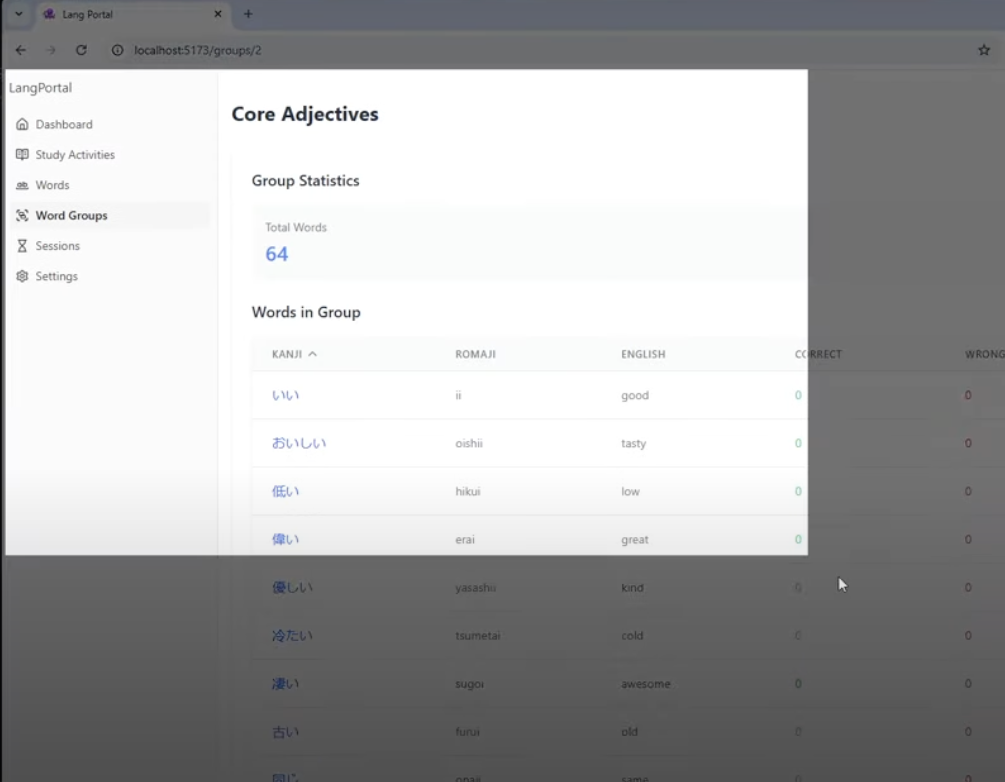 Lang Portal
localhost:5173/groups/2
LangPortal
Dashboard
Study Activities
Words
Word Groups
Sessions
Settings
Core Adjectives
Group Statistics
Total Words
64
Words in Group
KANJI ROMAJI ENGLISH CORRECT WRONG
いい ii good 0 0
おいしい oishii tasty 0 0
低い hikui low 0 0
偉い erai great 0 0
優しい yasashii kind 0 0
冷たい tsumetai cold 0 0
凄い sugoi awesome 0 0
古い furui old 0 0
同じ onaji same 0 0